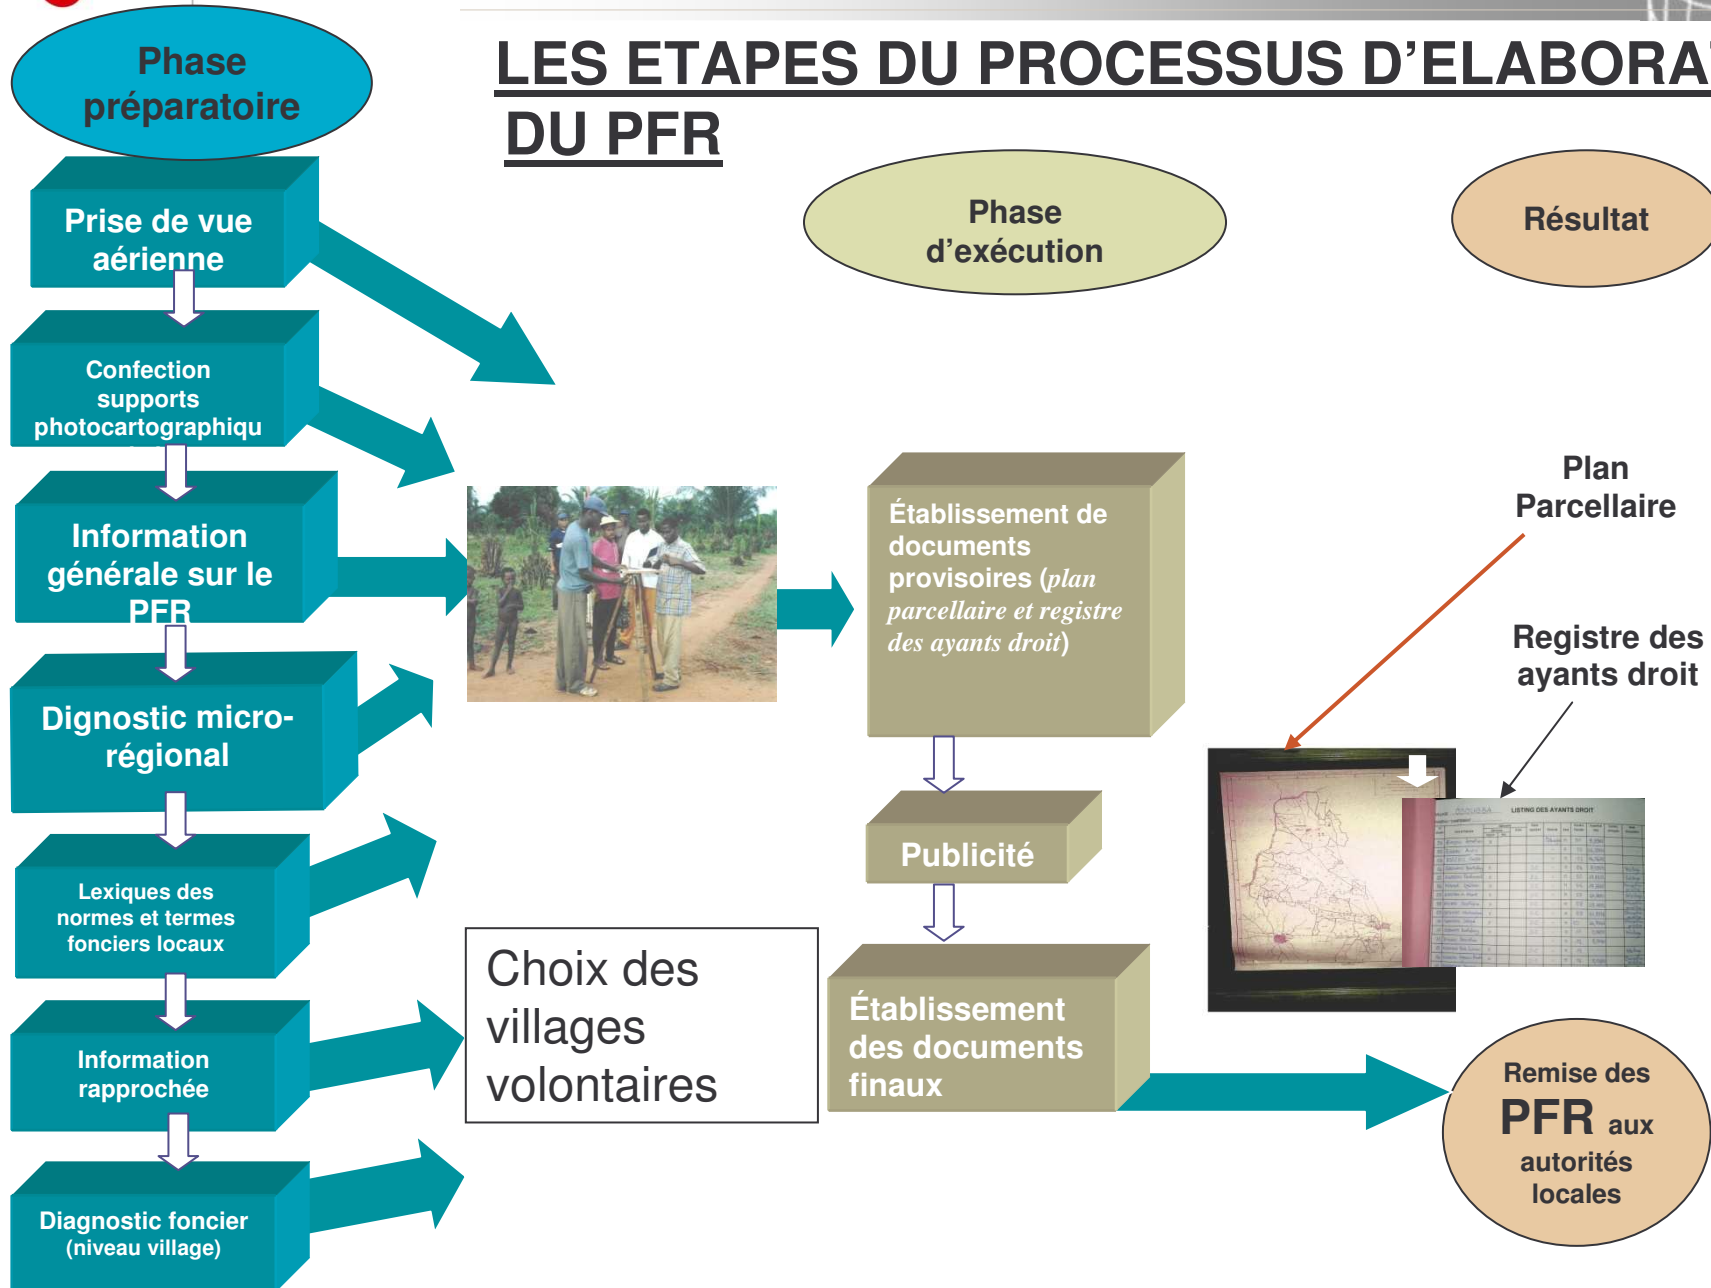 Phase
préparatoire
LES ETAPES DU PROCESSUS D'ELABORA
DU PFR
Phase
d'exécution
Résultat
Prise de vue
aérienne
Confection
supports
photocartographiqu
Information
générale sur le
PFR
Dignostic micro-
régional
Lexiques des
normes et termes
fonciers locaux
Information
rapprochée
Diagnostic foncier
(niveau village)
Choix des
villages
volontaires
Établissement de
documents
provisoires (plan
parcellaire et registre
des ayants droit)
Publicité
Établissement
des documents
finaux
Plan
Parcellaire
Registre des
ayants droit
LISTING DES AYANTS DROIT
Remise des
PFR aux
autorités
locales